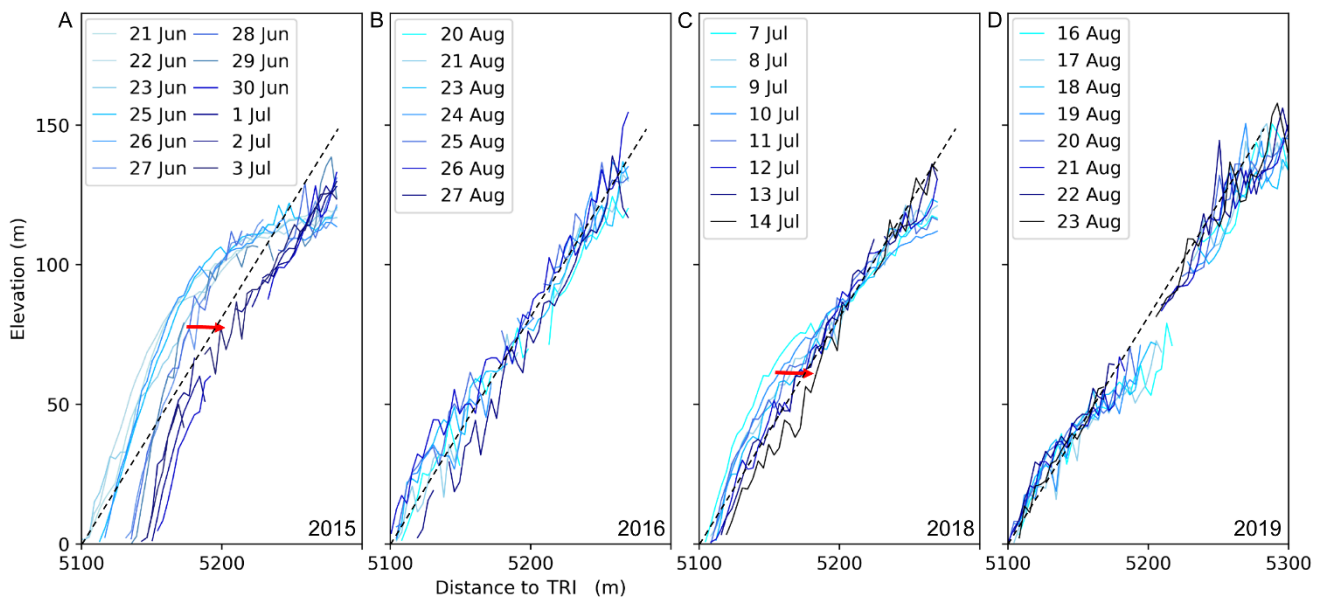 A
21 Jun 28 Jun
22 Jun 29 Jun
23 Jun 30 Jun
25 Jun 1 Jul
26 Jun 2 Jul
27 Jun 3 Jul
2015
B
20 Aug
21 Aug
23 Aug
24 Aug
25 Aug
26 Aug
27 Aug
2016
C
7 Jul
8 Jul
9 Jul
10 Jul
11 Jul
12 Jul
13 Jul
14 Jul
2018
D
16 Aug
17 Aug
18 Aug
19 Aug
20 Aug
21 Aug
22 Aug
23 Aug
2019
Elevation (m)
150
100
50
0
5100 5200 5100 5200 5100 5200 5100 5200 5300
Distance to TRI (m)